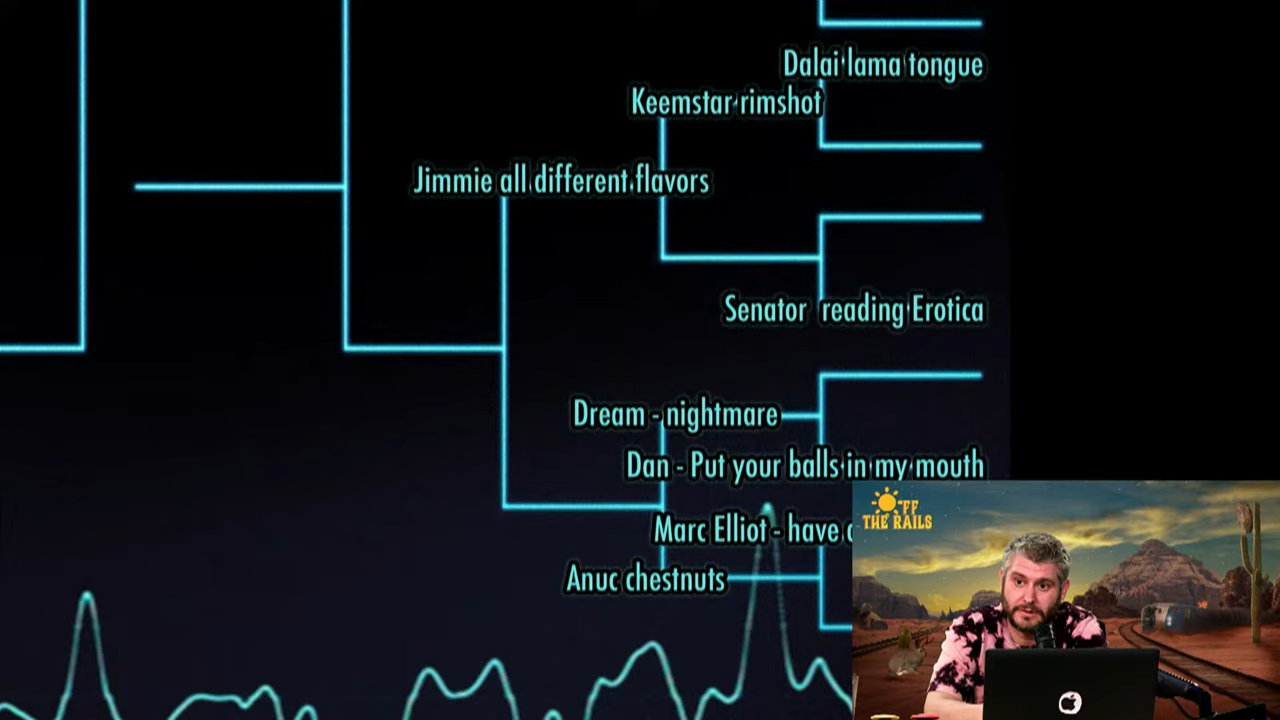 Dalai lama tongue
Keemstar rimshot
Jimmie all different flavors
Senator reading Erotica
Dream - nightmare
Dan - Put your balls in my mouth
Marc Elliot - have
Anuc chestnuts
OFF
THE RAILS